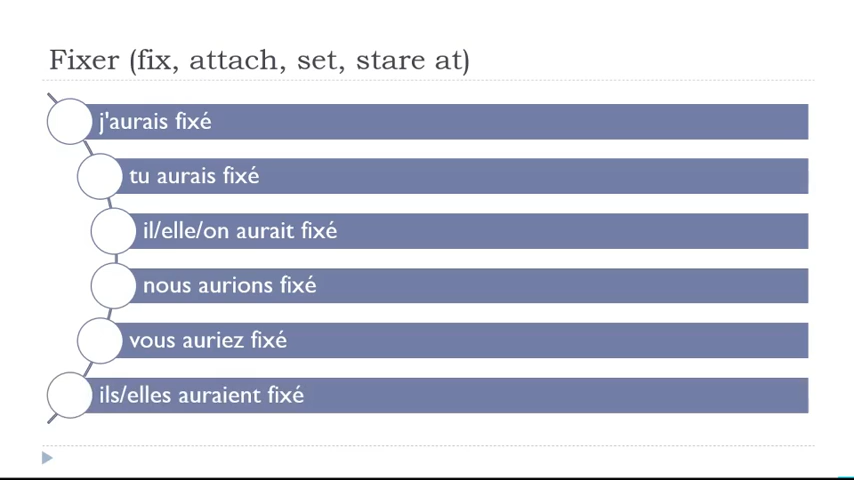 Fixer (fix, attach, set, stare at)
j'aurais fixé
tu aurais fixé
il/elle/on aurait fixé
nous aurions fixé
vous auriez fixé
ils/elles auraient fixé